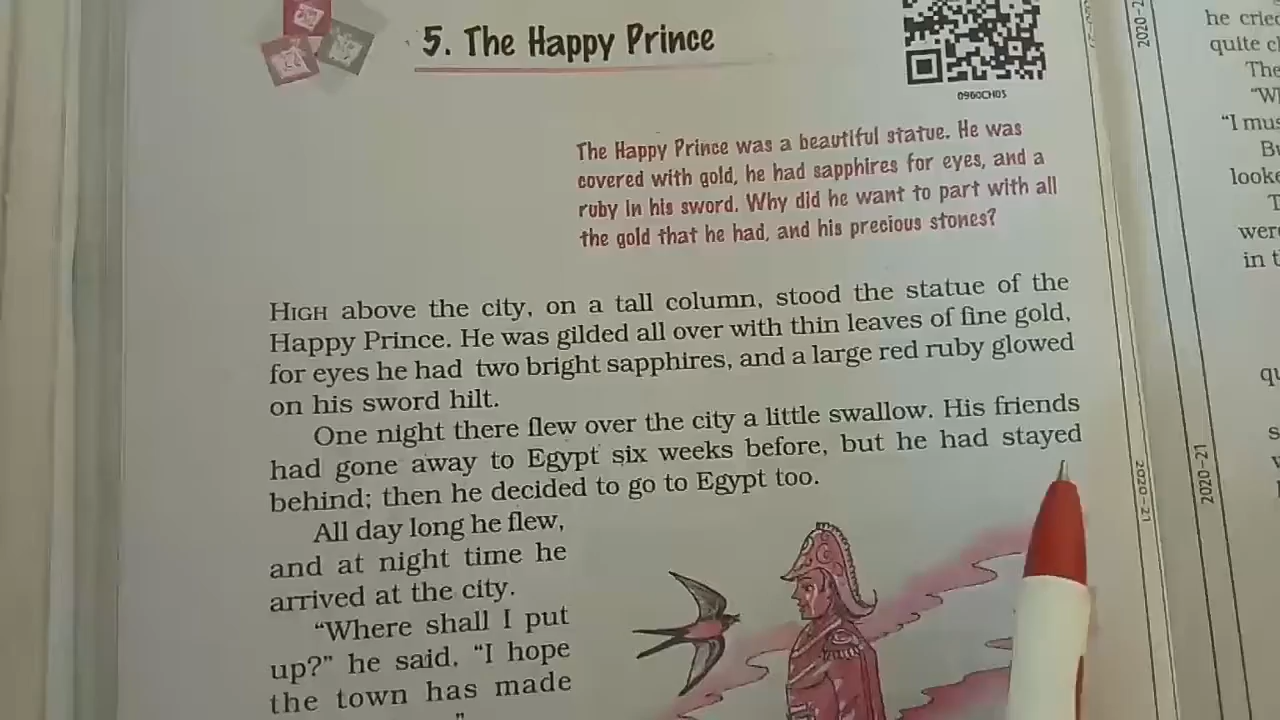 5. The Happy Prince
0960CH05
The Happy Prince was a beautiful statue. He was
covered with gold, he had sapphires for eyes, and a
ruby in his sword. Why did he want to part with all
the gold that he had, and his precious stones?
HIGH above the city, on a tall column, stood the statue of the
Happy Prince. He was gilded all over with thin leaves of fine gold,
for eyes he had two bright sapphires, and a large red ruby glowed
on his sword hilt.
One night there flew over the city a little swallow. His friends
had gone away to Egypt six weeks before, but he had stayed
behind; then he decided to go to Egypt too.
All day long he flew,
and at night time he
arrived at the city.
“Where shall I put
up?” he said. “I hope
the town has made
2020-21
2020-21
he
quite
The
“I
looke
in